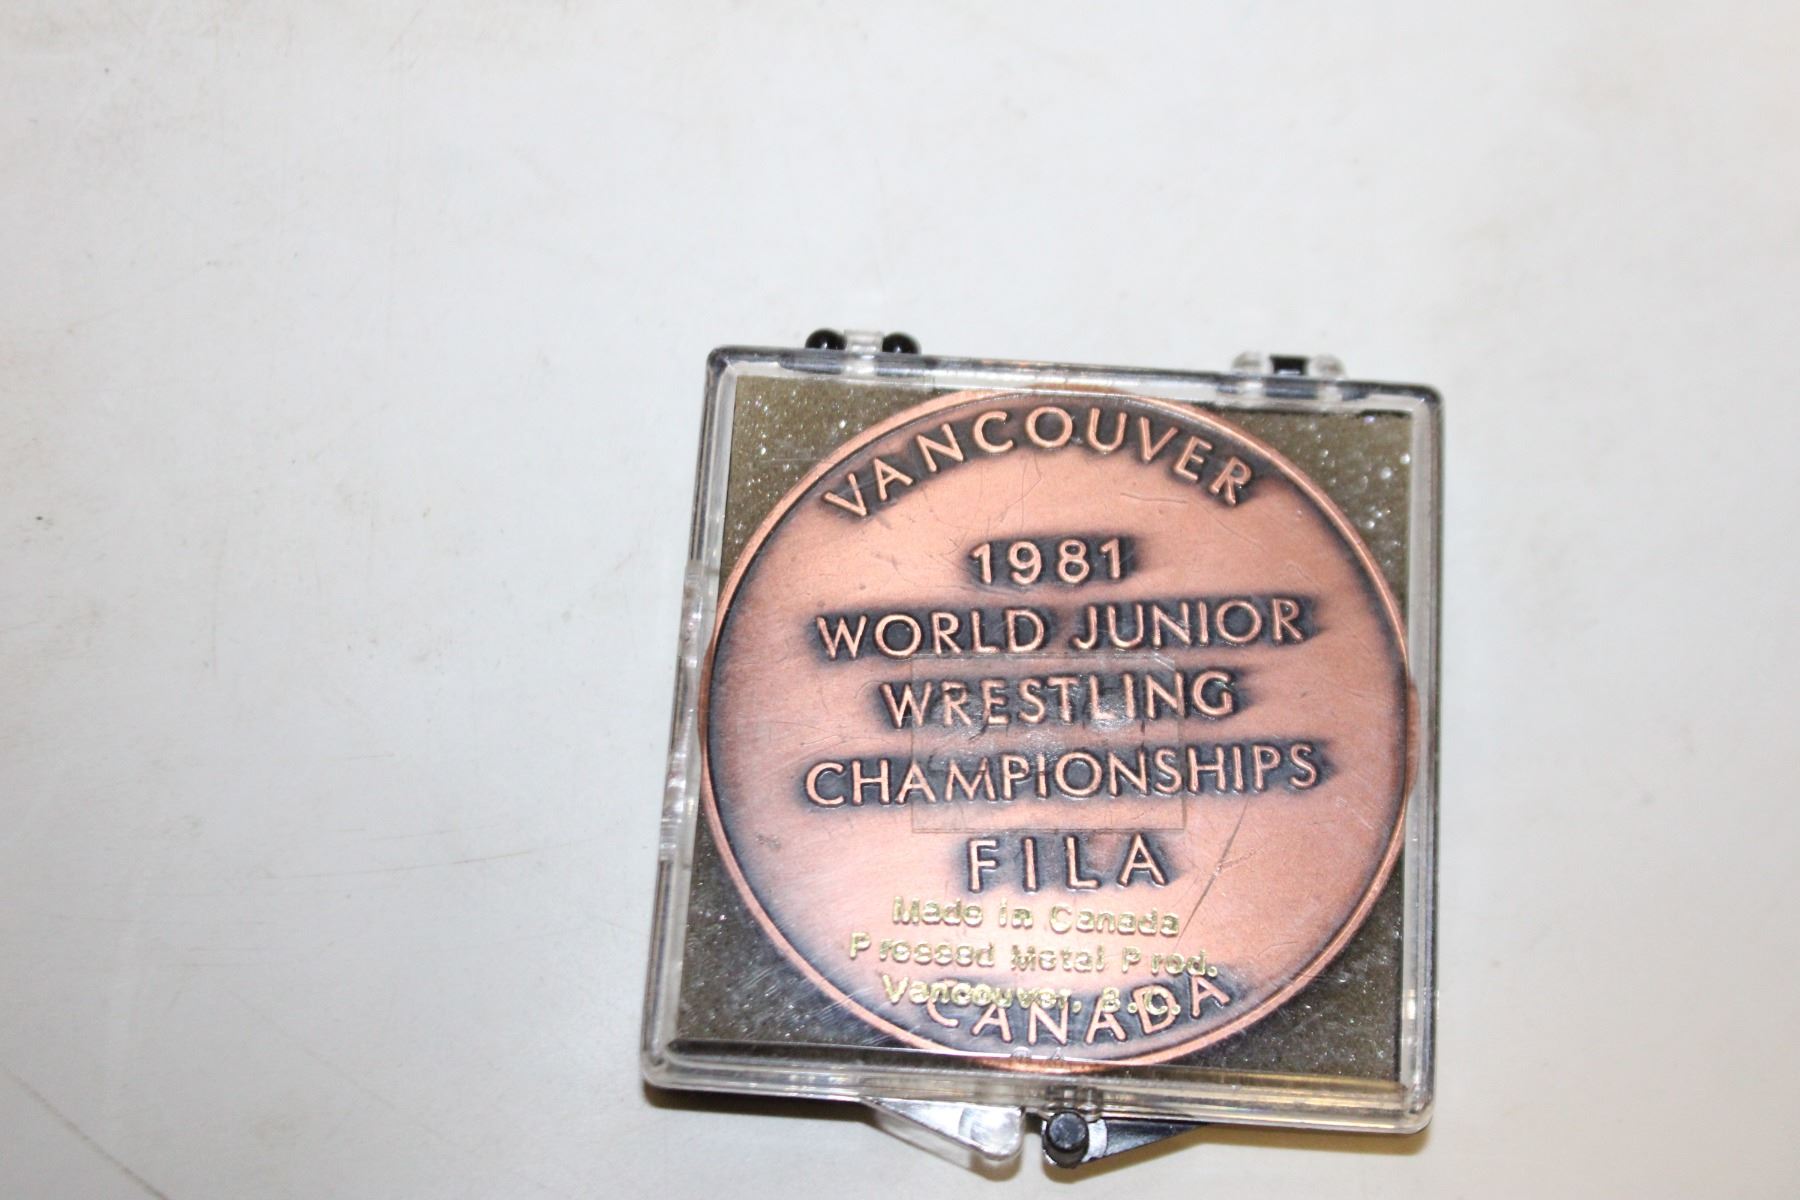 VANCOUVER
1981
WORLD JUNIOR
WRESTLING
CHAMPIONSHIPS
FILA
Made in Canada
Pressed Metal Prod.
Vancouver, B.C.
CANADA